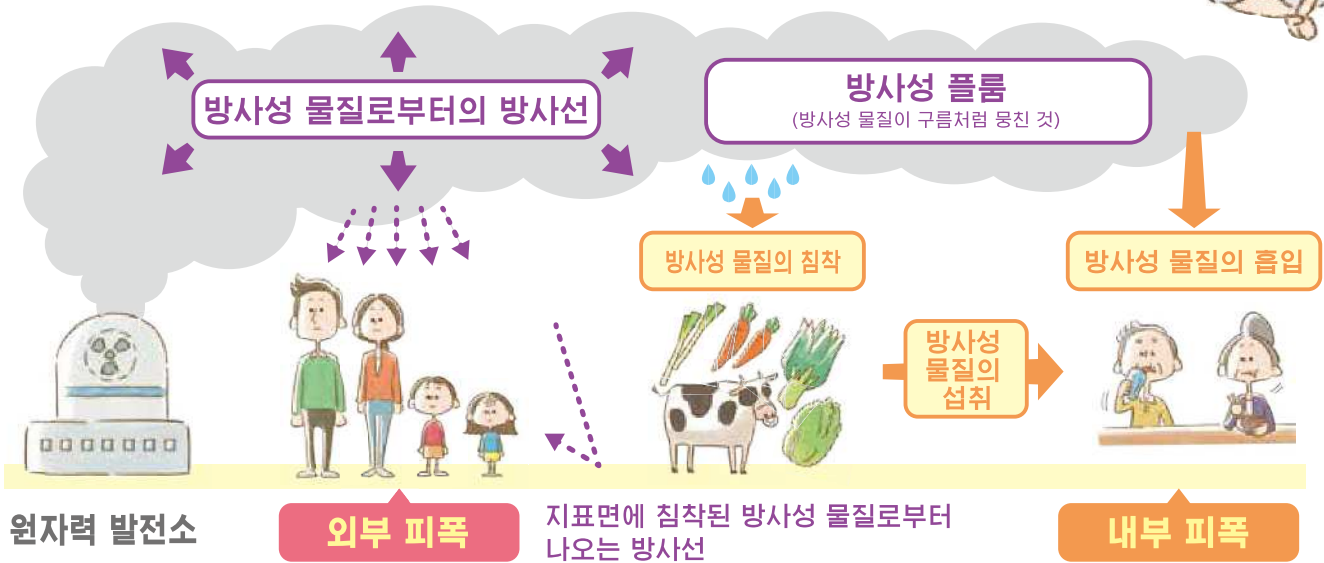 방사성 물질로부터의 방사선
방사성 플룸
(방사성 물질이 구름처럼 뭉친 것)
방사성 물질의 침착
방사성 물질의 흡입
방사성
물질의
섭취
원자력 발전소
외부 피폭
지표면에 침착된 방사성 물질로부터
나오는 방사선
내부 피폭